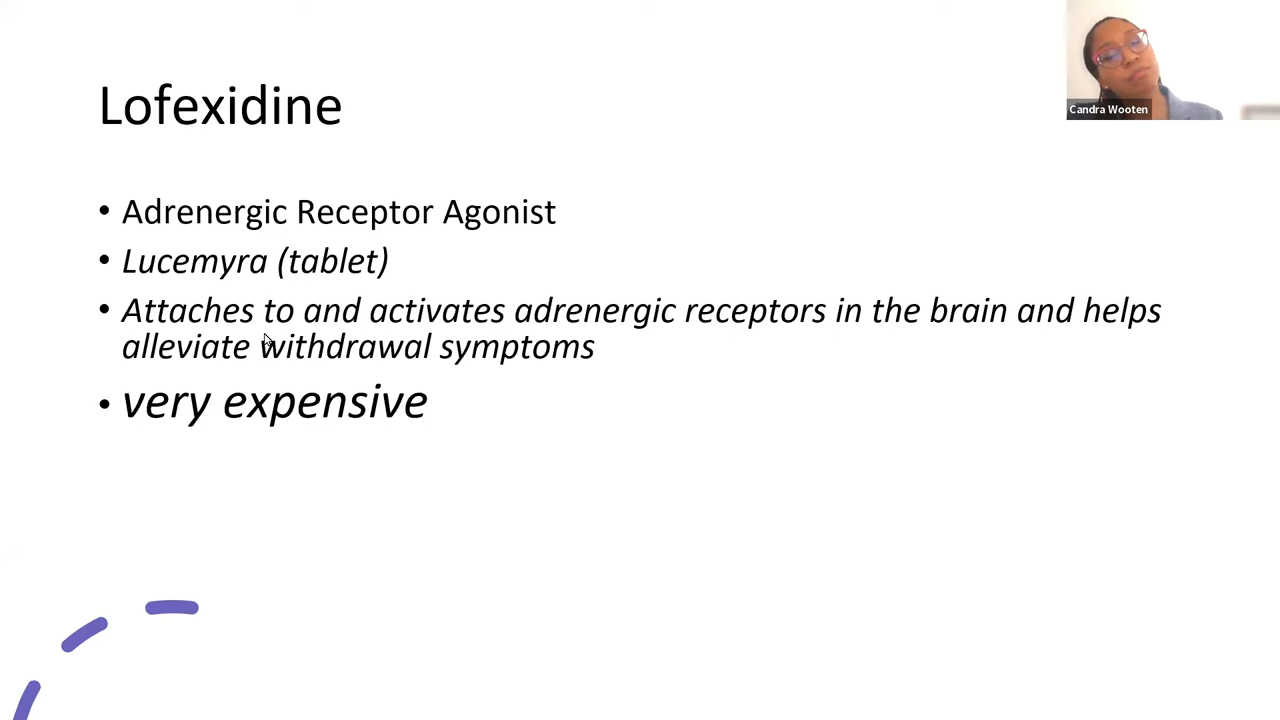 Lofexidine
Candra Wooten
• Adrenergic Receptor Agonist
• Lucemyra (tablet)
• Attaches to and activates adrenergic receptors in the brain and helps
alleviate withdrawal symptoms
• very expensive